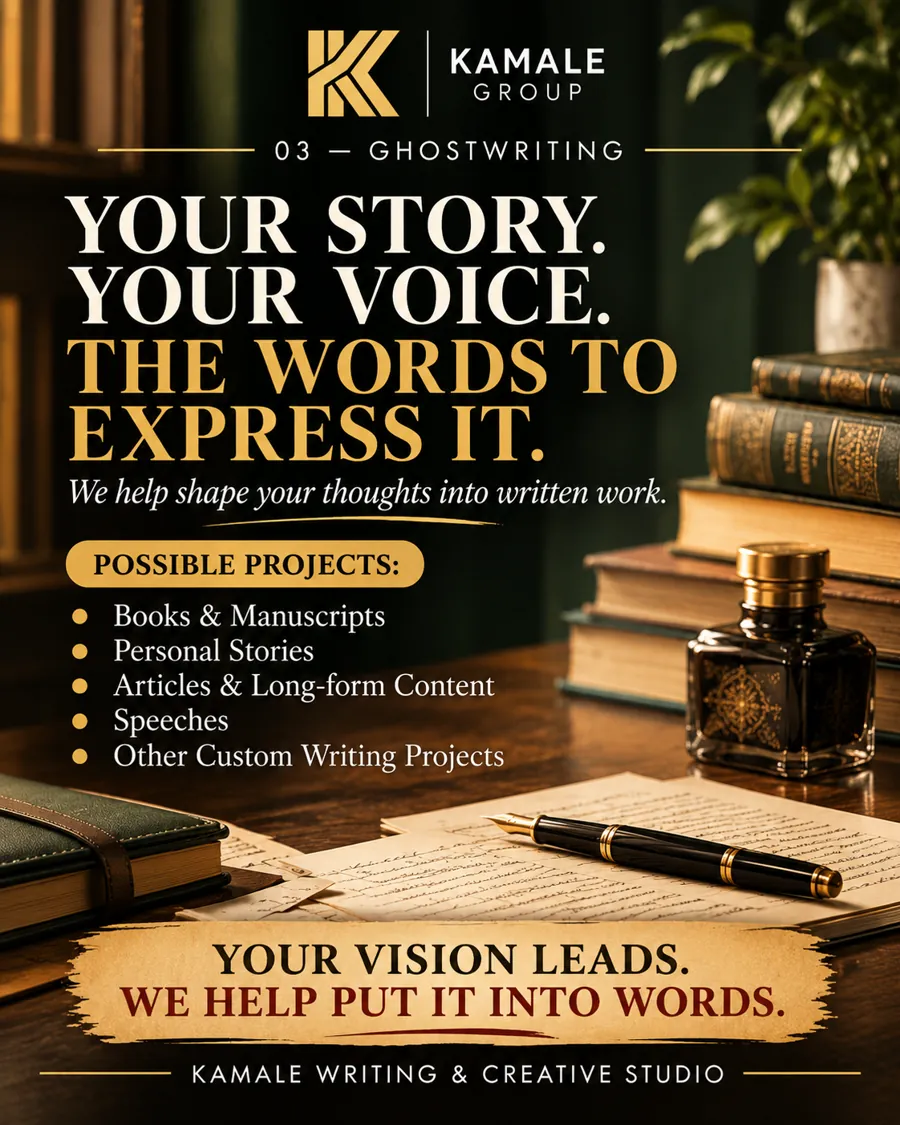 KAMALE
GROUP
03 — GHOSTWRITING
YOUR STORY.
YOUR VOICE.
THE WORDS TO
EXPRESS IT.
We help shape your thoughts into written work.
POSSIBLE PROJECTS:
Books & Manuscripts
Personal Stories
Articles & Long-form Content
Speeches
Other Custom Writing Projects
YOUR VISION LEADS.
WE HELP PUT IT INTO WORDS.
KAMALE WRITING & CREATIVE STUDIO